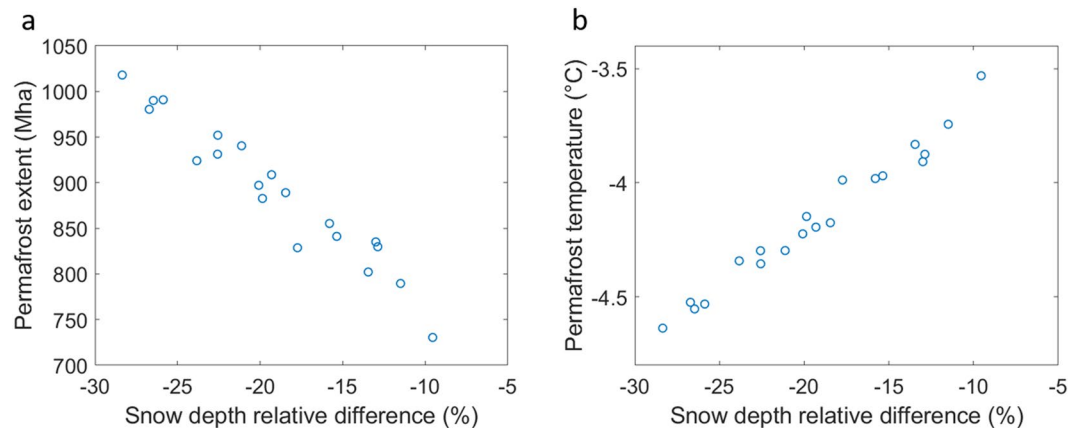 a
1050
1000
950
900
850
800
750
700
Permafrost extent (Mha)
-30 -25 -20 -15 -10 -5
Snow depth relative difference (%)
b
-3.5
-4
-4.5
Permafrost temperature (°C)
-30 -25 -20 -15 -10 -5
Snow depth relative difference (%)